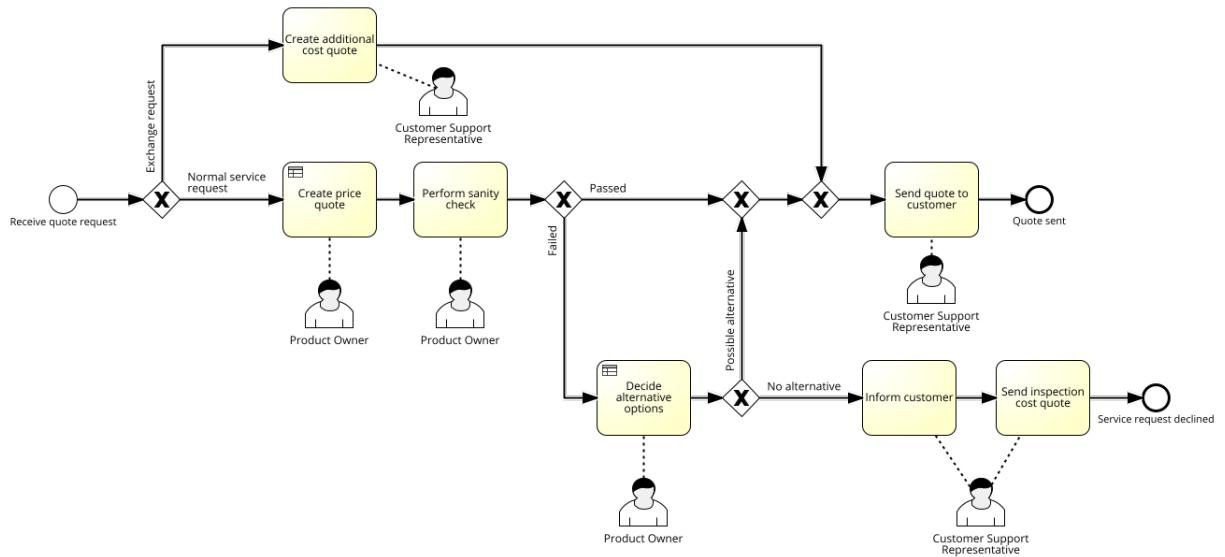 Create additional
cost quote
Customer Support
Representative
Exchange request
Normal service
request
Receive quote request
Create price
quote
Perform sanity
check
Passed
Failed
Send quote to
customer
Quote sent
Product Owner
Product Owner
Customer Support
Representative
Possible alternative
Decide
alternative
options
No alternative
Inform customer
Send inspection
cost quote
Service request declined
Product Owner
Customer Support
Representative